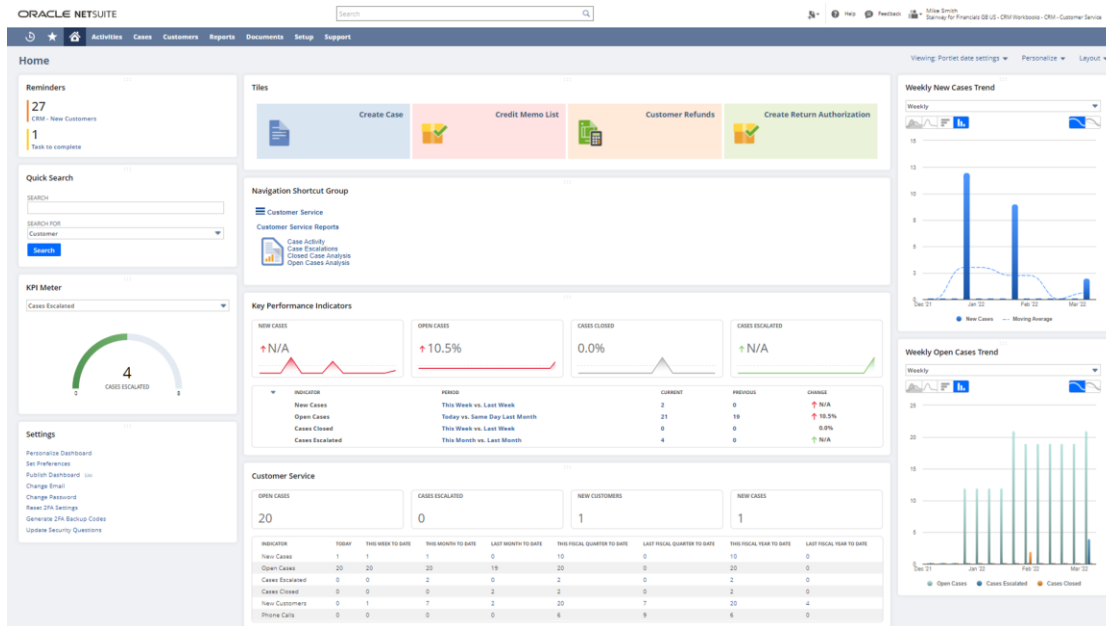 ORACLE NETSUITE
Search
Help
Feedback
Mike Smith
Stairway for Financials GB US - CRM Workbooks - CRM - Customer Service
Activities Cases Customers Reports Documents Setup Support
Home
Viewing: Portlet date settings Personalize Layout
Reminders
27
CRM - New Customers
1
Task to complete
Quick Search
SEARCH
SEARCH FOR
Customer
Search
KPI Meter
Cases Escalated
4
CASES ESCALATED
0 8
Settings
Personalize Dashboard
Set Preferences
Publish Dashboard
Change Email
Change Password
Reset 2FA Settings
Generate 2FA Backup Codes
Update Security Questions
Tiles
Create Case
Credit Memo List
Customer Refunds
Create Return Authorization
Navigation Shortcut Group
Customer Service
Customer Service Reports
Case Activity
Case Escalations
Closed Case Analysis
Open Cases Analysis
Key Performance Indicators
NEW CASES OPEN CASES CASES CLOSED CASES ESCALATED
N/A 10.5% 0.0% N/A
INDICATOR PERIOD CURRENT PREVIOUS CHANGE
New Cases This Week vs. Last Week 2 0 N/A
Open Cases Today vs. Same Day Last Month 21 19 10.5%
Cases Closed This Week vs. Last Week 0 0 0.0%
Cases Escalated This Month vs. Last Month 4 0 N/A
Customer Service
OPEN CASES CASES ESCALATED NEW CUSTOMERS NEW CASES
20 0 1 1
INDICATOR TODAY THIS WEEK TO DATE THIS MONTH TO DATE LAST MONTH TO DATE THIS FISCAL QUARTER TO DATE LAST FISCAL QUARTER TO DATE THIS FISCAL YEAR TO DATE LAST FISCAL YEAR TO DATE
New Cases 1 1 1 0 10 0 10 0
Open Cases 20 20 20 19 20 0 20 0
Cases Escalated 0 0 2 0 2 0 2 0
Cases Closed 0 0 0 2 2 0 2 0
New Customers 0 1 7 2 20 7 20 4
Phone Calls 0 0 0 0 6 9 6 0
Weekly New Cases Trend
Weekly
15
13
10
8
5
3
0
Dec '21 Jan '22 Feb '22 Mar '22
New Cases Moving Average
Weekly Open Cases Trend
Weekly
25
20
15
10
5
0
Dec '21 Jan '22 Feb '22 Mar '22
Open Cases Cases Escalated Cases Closed